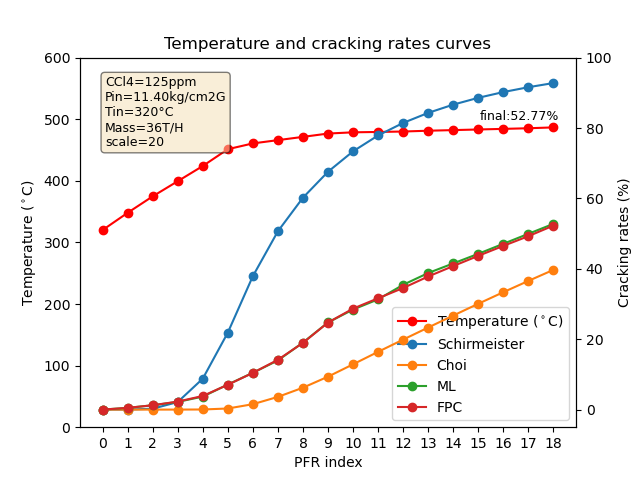 Temperature and cracking rates curves
CCl4=125ppm
Pin=11.40kg/cm2G
Tin=320°C
Mass=36T/H
scale=20
final:52.77%
600
500
400
300
200
100
0
Temperature (°C)
100
80
60
40
20
0
Cracking rates (%)
Temperature (°C)
Schirmeister
Choi
ML
FPC
0 1 2 3 4 5 6 7 8 9 10 11 12 13 14 15 16 17 18
PFR index